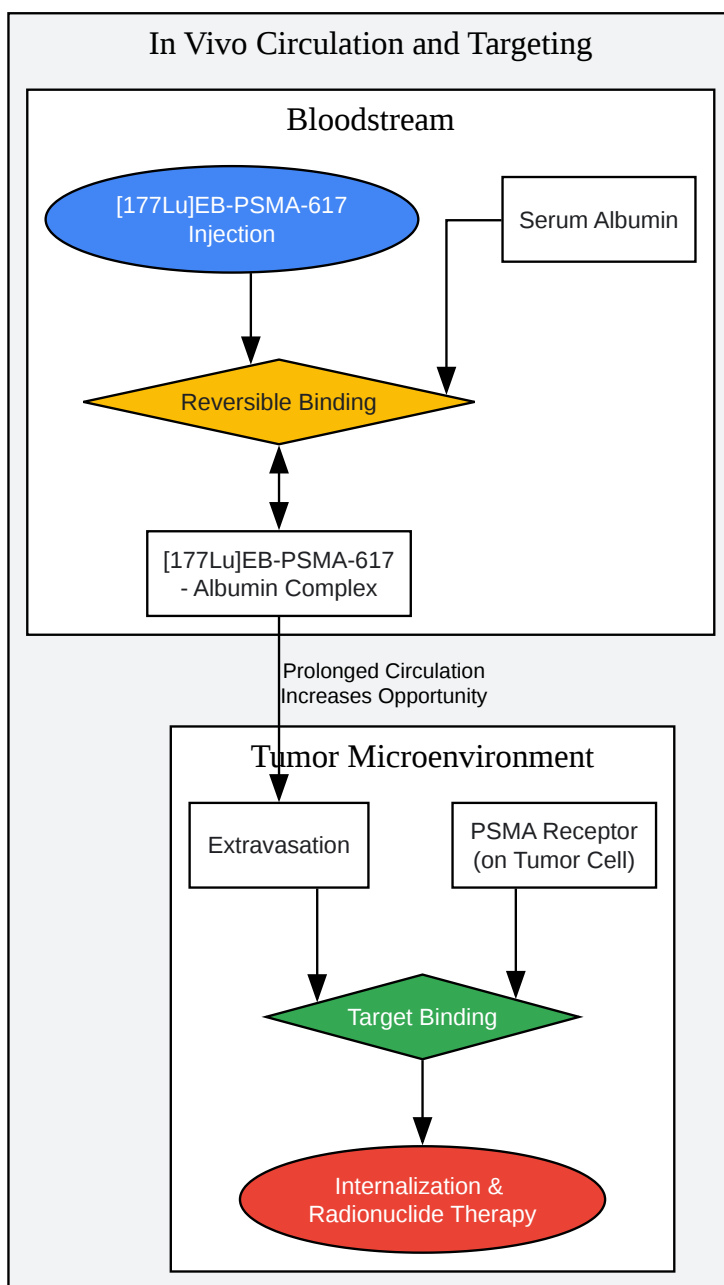 In Vivo Circulation and Targeting
Bloodstream
[177Lu]EB-PSMA-617
Injection
Serum Albumin
Reversible Binding
[177Lu]EB-PSMA-617
- Albumin Complex
Prolonged Circulation
Increases Opportunity
Tumor Microenvironment
Extravasation
PSMA Receptor
(on Tumor Cell)
Target Binding
Internalization &
Radionuclide Therapy